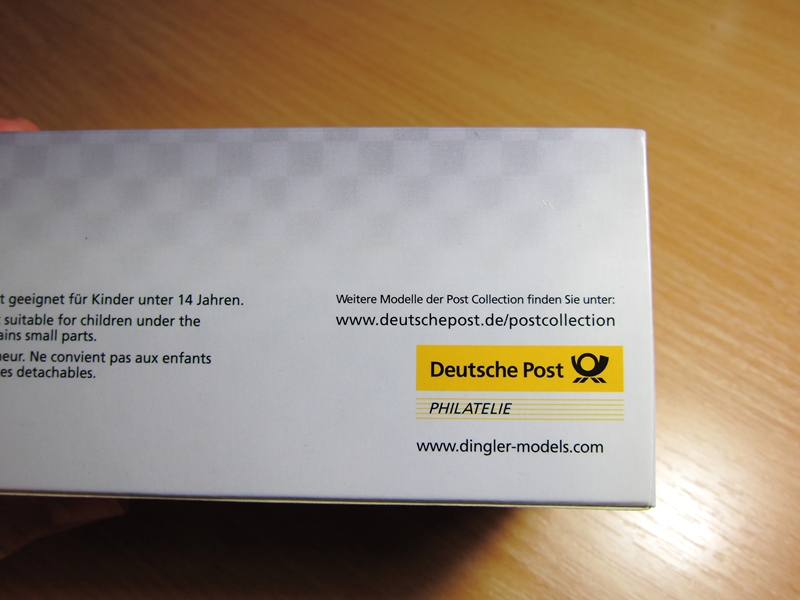 t geeignet für Kinder unter 14 Jahren.
suitable for children under the
ains small parts.
neur. Ne convient pas aux enfants
es detachables.
Weitere Modelle der Post Collection finden Sie unter:
www.deutschepost.de/postcollection
Deutsche Post
PHILATELIE
www.dingler-models.com